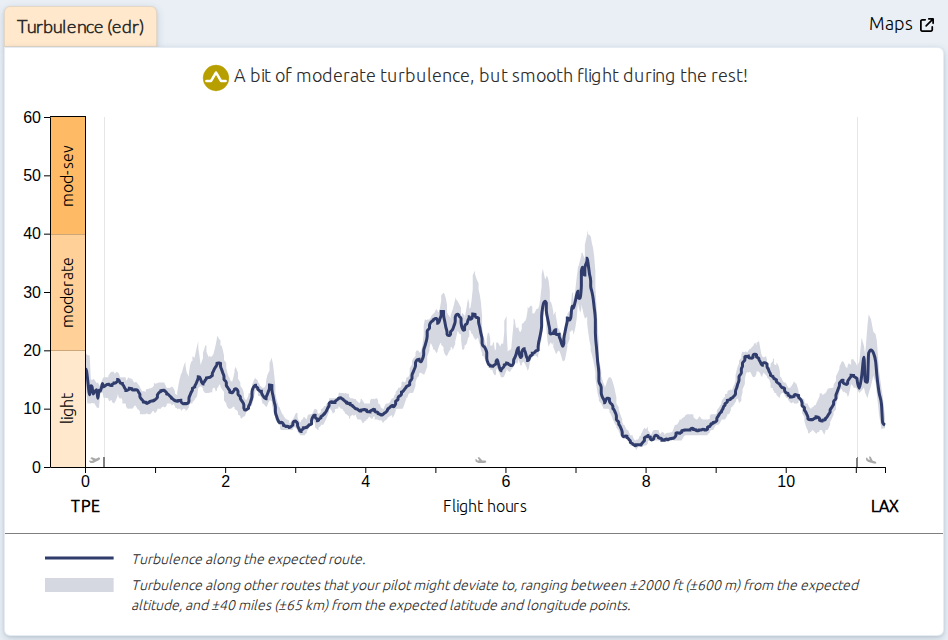 Turbulence (edr)
Maps
A bit of moderate turbulence, but smooth flight during the rest!
60
50
40
30
20
10
0
mod-sev
moderate
light
0
2
4
6
8
10
TPE
Flight hours
LAX
Turbulence along the expected route.
Turbulence along other routes that your pilot might deviate to, ranging between ±2000 ft (±600 m) from the expected
altitude, and ±40 miles (±65 km) from the expected latitude and longitude points.